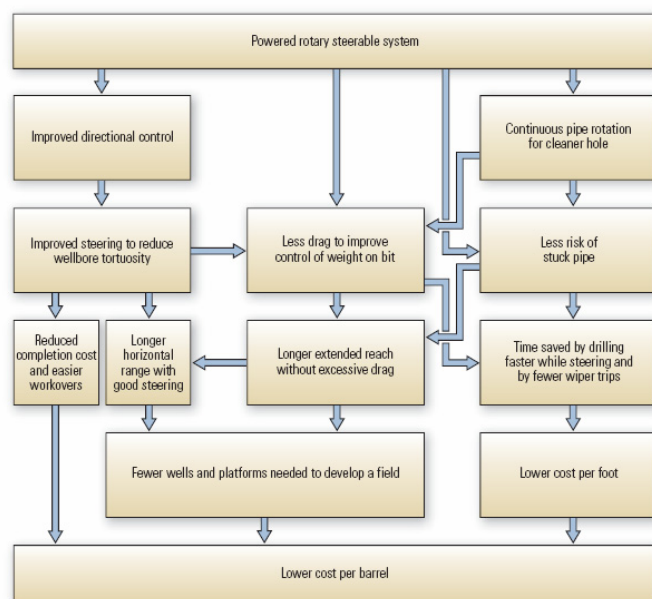 Powered rotary steerable system
Improved directional control
Continuous pipe rotation
for cleaner hole
Improved steering to reduce
wellbore tortuosity
Less drag to improve
control of weight on bit
Less risk of
stuck pipe
Reduced
completion cost
and easier
workovers
Longer
horizontal
range with
good steering
Longer extended reach
without excessive drag
Time saved by drilling
faster while steering and
by fewer wiper trips
Fewer wells and platforms needed to develop a field
Lower cost per foot
Lower cost per barrel